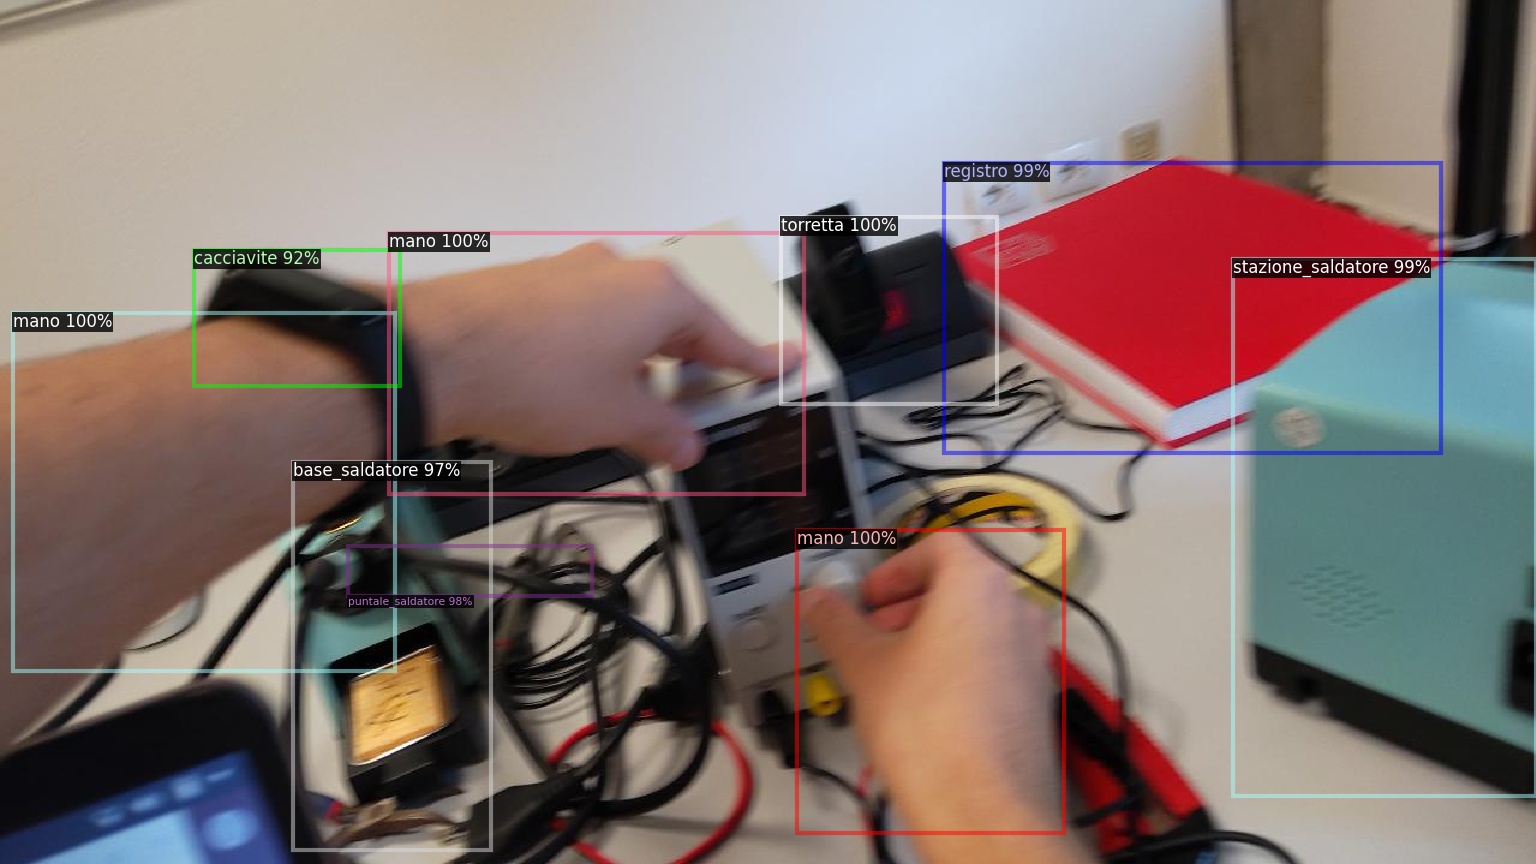 registro 99%
torretta 100%
mano 100%
cacciavite 92%
stazione_saldatore 99%
mano 100%
base_saldatore 97%
mano 100%
puntale_saldatore 98%